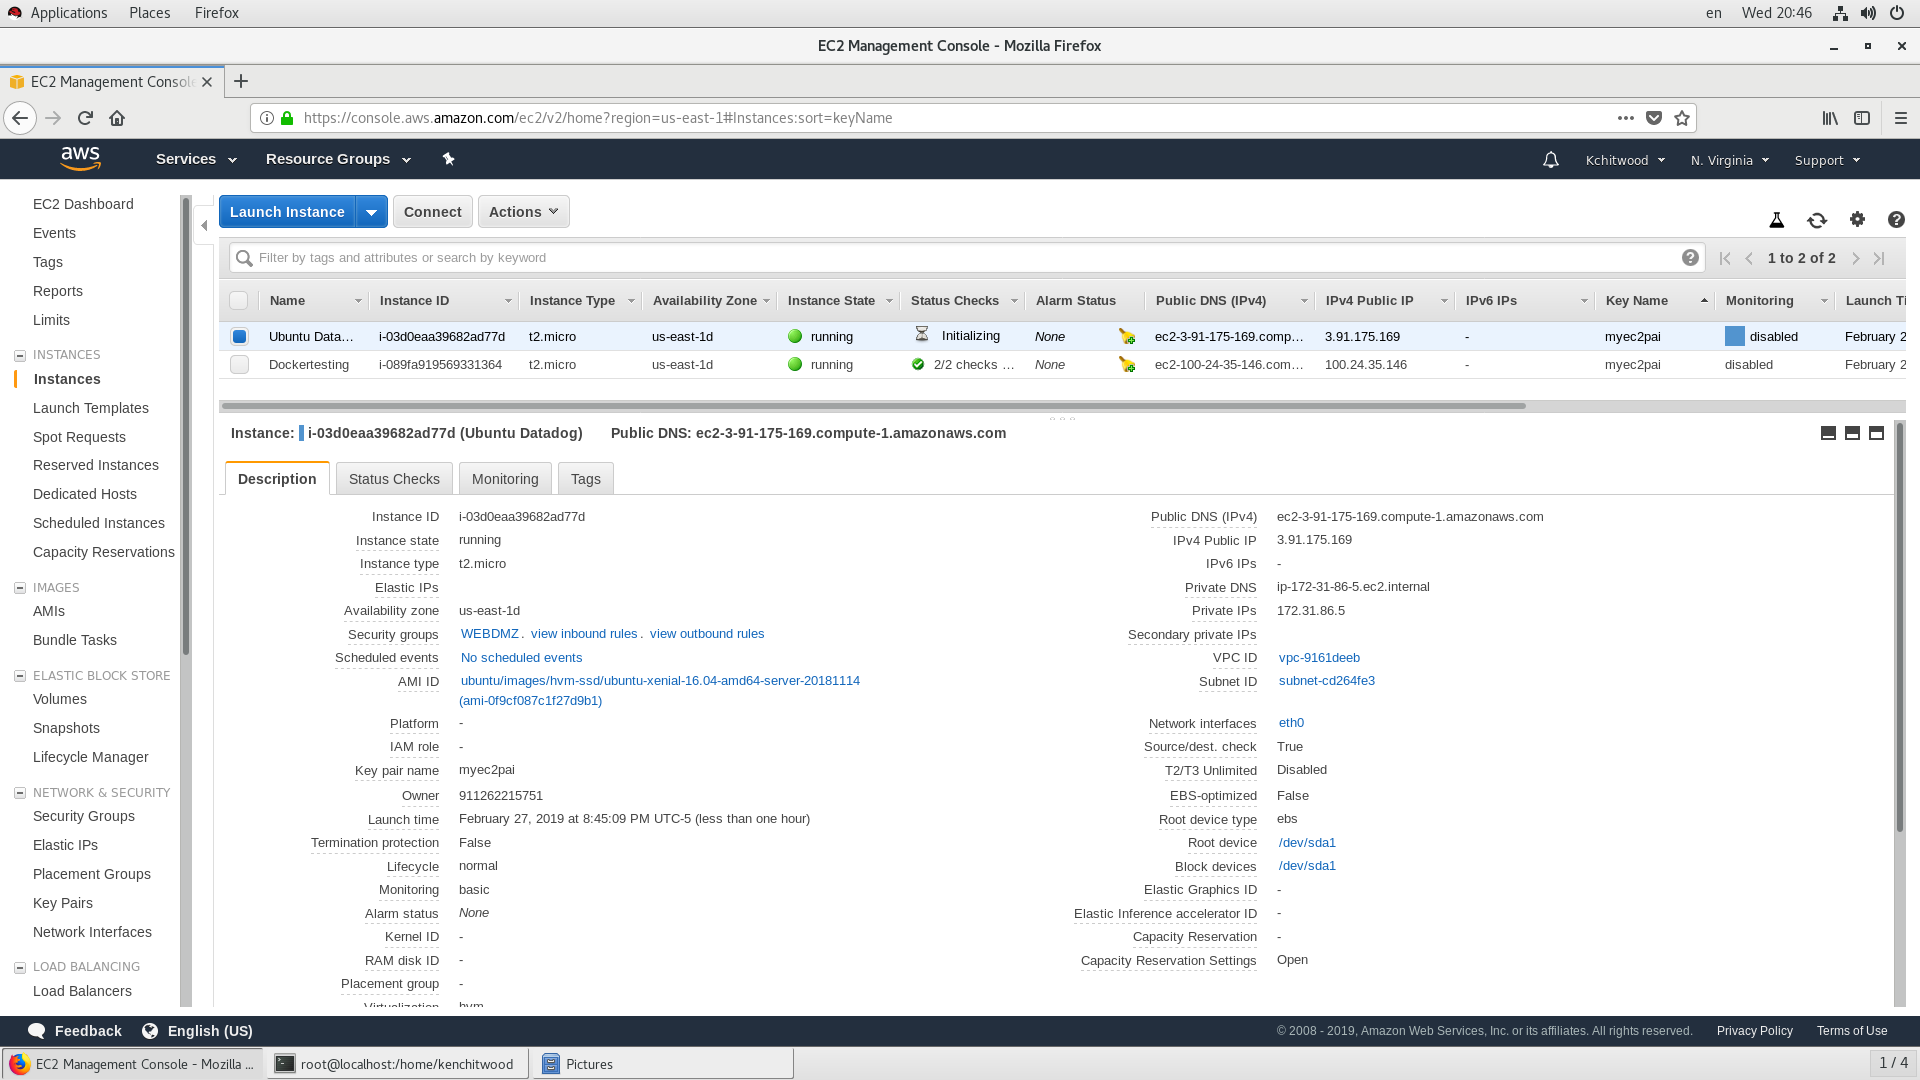 Applications Places Firefox en Wed 20:46
EC2 Management Console - Mozilla Firefox
EC2 Management Console
https://console.aws.amazon.com/ec2/v2/home?region=us-east-1#Instances:sort=keyName
aws Services Resource Groups Kchitwood N. Virginia Support
EC2 Dashboard
Events
Tags
Reports
Limits
INSTANCES
Instances
Launch Templates
Spot Requests
Reserved Instances
Dedicated Hosts
Scheduled Instances
Capacity Reservations
IMAGES
AMIs
Bundle Tasks
ELASTIC BLOCK STORE
Volumes
Snapshots
Lifecycle Manager
NETWORK & SECURITY
Security Groups
Elastic IPs
Placement Groups
Key Pairs
Network Interfaces
LOAD BALANCING
Load Balancers
Launch Instance Connect Actions
Filter by tags and attributes or search by keyword 1 to 2 of 2
Name Instance ID Instance Type Availability Zone Instance State Status Checks Alarm Status Public DNS (IPv4) IPv4 Public IP IPv6 IPs Key Name Monitoring Launch Ti
Ubuntu Data… i-03d0eaa39682ad77d t2.micro us-east-1d running Initializing None ec2-3-91-175-169.comp… 3.91.175.169 - myec2pai disabled February 2
Dockertesting i-089fa919569331364 t2.micro us-east-1d running 2/2 checks … None ec2-100-24-35-146.com… 100.24.35.146 - myec2pai disabled February 2
Instance: i-03d0eaa39682ad77d (Ubuntu Datadog) Public DNS: ec2-3-91-175-169.compute-1.amazonaws.com
Description Status Checks Monitoring Tags
Instance ID i-03d0eaa39682ad77d Public DNS (IPv4) ec2-3-91-175-169.compute-1.amazonaws.com
Instance state running IPv4 Public IP 3.91.175.169
Instance type t2.micro IPv6 IPs -
Elastic IPs Private DNS ip-172-31-86-5.ec2.internal
Availability zone us-east-1d Private IPs 172.31.86.5
Security groups WEBDMZ. view inbound rules. view outbound rules Secondary private IPs
Scheduled events No scheduled events VPC ID vpc-9161deeb
AMI ID ubuntu/images/hvm-ssd/ubuntu-xenial-16.04-amd64-server-20181114 Subnet ID subnet-cd264fe3
(ami-0f9cf087c1f27d9b1)
Platform - Network interfaces eth0
IAM role - Source/dest. check True
Key pair name myec2pai T2/T3 Unlimited Disabled
Owner 911262215751 EBS-optimized False
Launch time February 27, 2019 at 8:45:09 PM UTC-5 (less than one hour) Root device type ebs
Termination protection False Root device /dev/sda1
Lifecycle normal Block devices /dev/sda1
Monitoring basic Elastic Graphics ID -
Alarm status None Elastic Inference accelerator ID -
Kernel ID - Capacity Reservation -
RAM disk ID - Capacity Reservation Settings Open
Placement group -
Virtualization hvm
Feedback English (US) © 2008 - 2019, Amazon Web Services, Inc. or its affiliates. All rights reserved. Privacy Policy Terms of Use
EC2 Management Console - Mozilla … root@localhost:/home/kenchitwood Pictures 1 / 4